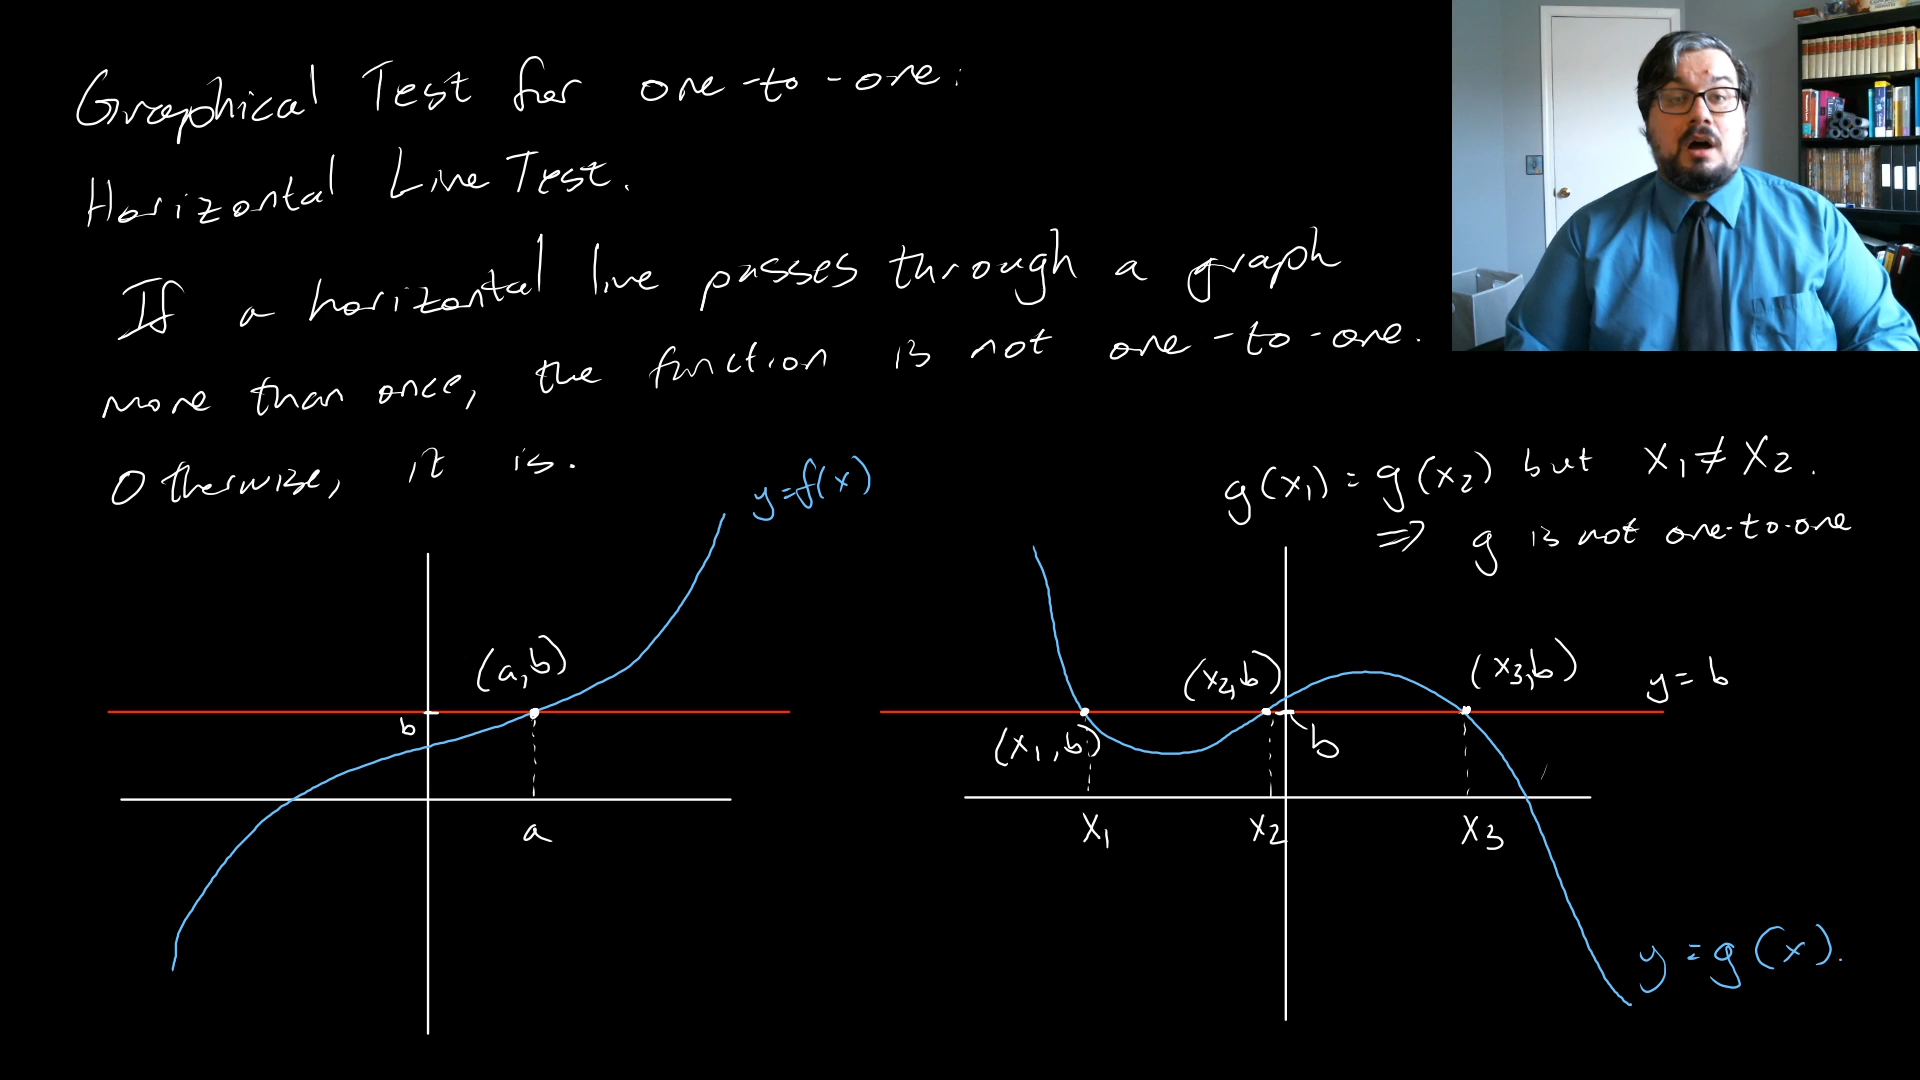 Graphical Test for one-to-one:
Horizontal Line Test.
If a horizontal line passes through a graph
more than once, the function is not one-to-one.
Otherwise, it is.
y=f(x)
(a,b)
b
a
g(x₁) = g(x₂) but x₁ ≠ x₂.
⇒ g is not one-to-one
(x₂,b)
(x₃,b)
y = b
(x₁,b)
b
x₁
x₂
x₃
y = g(x).